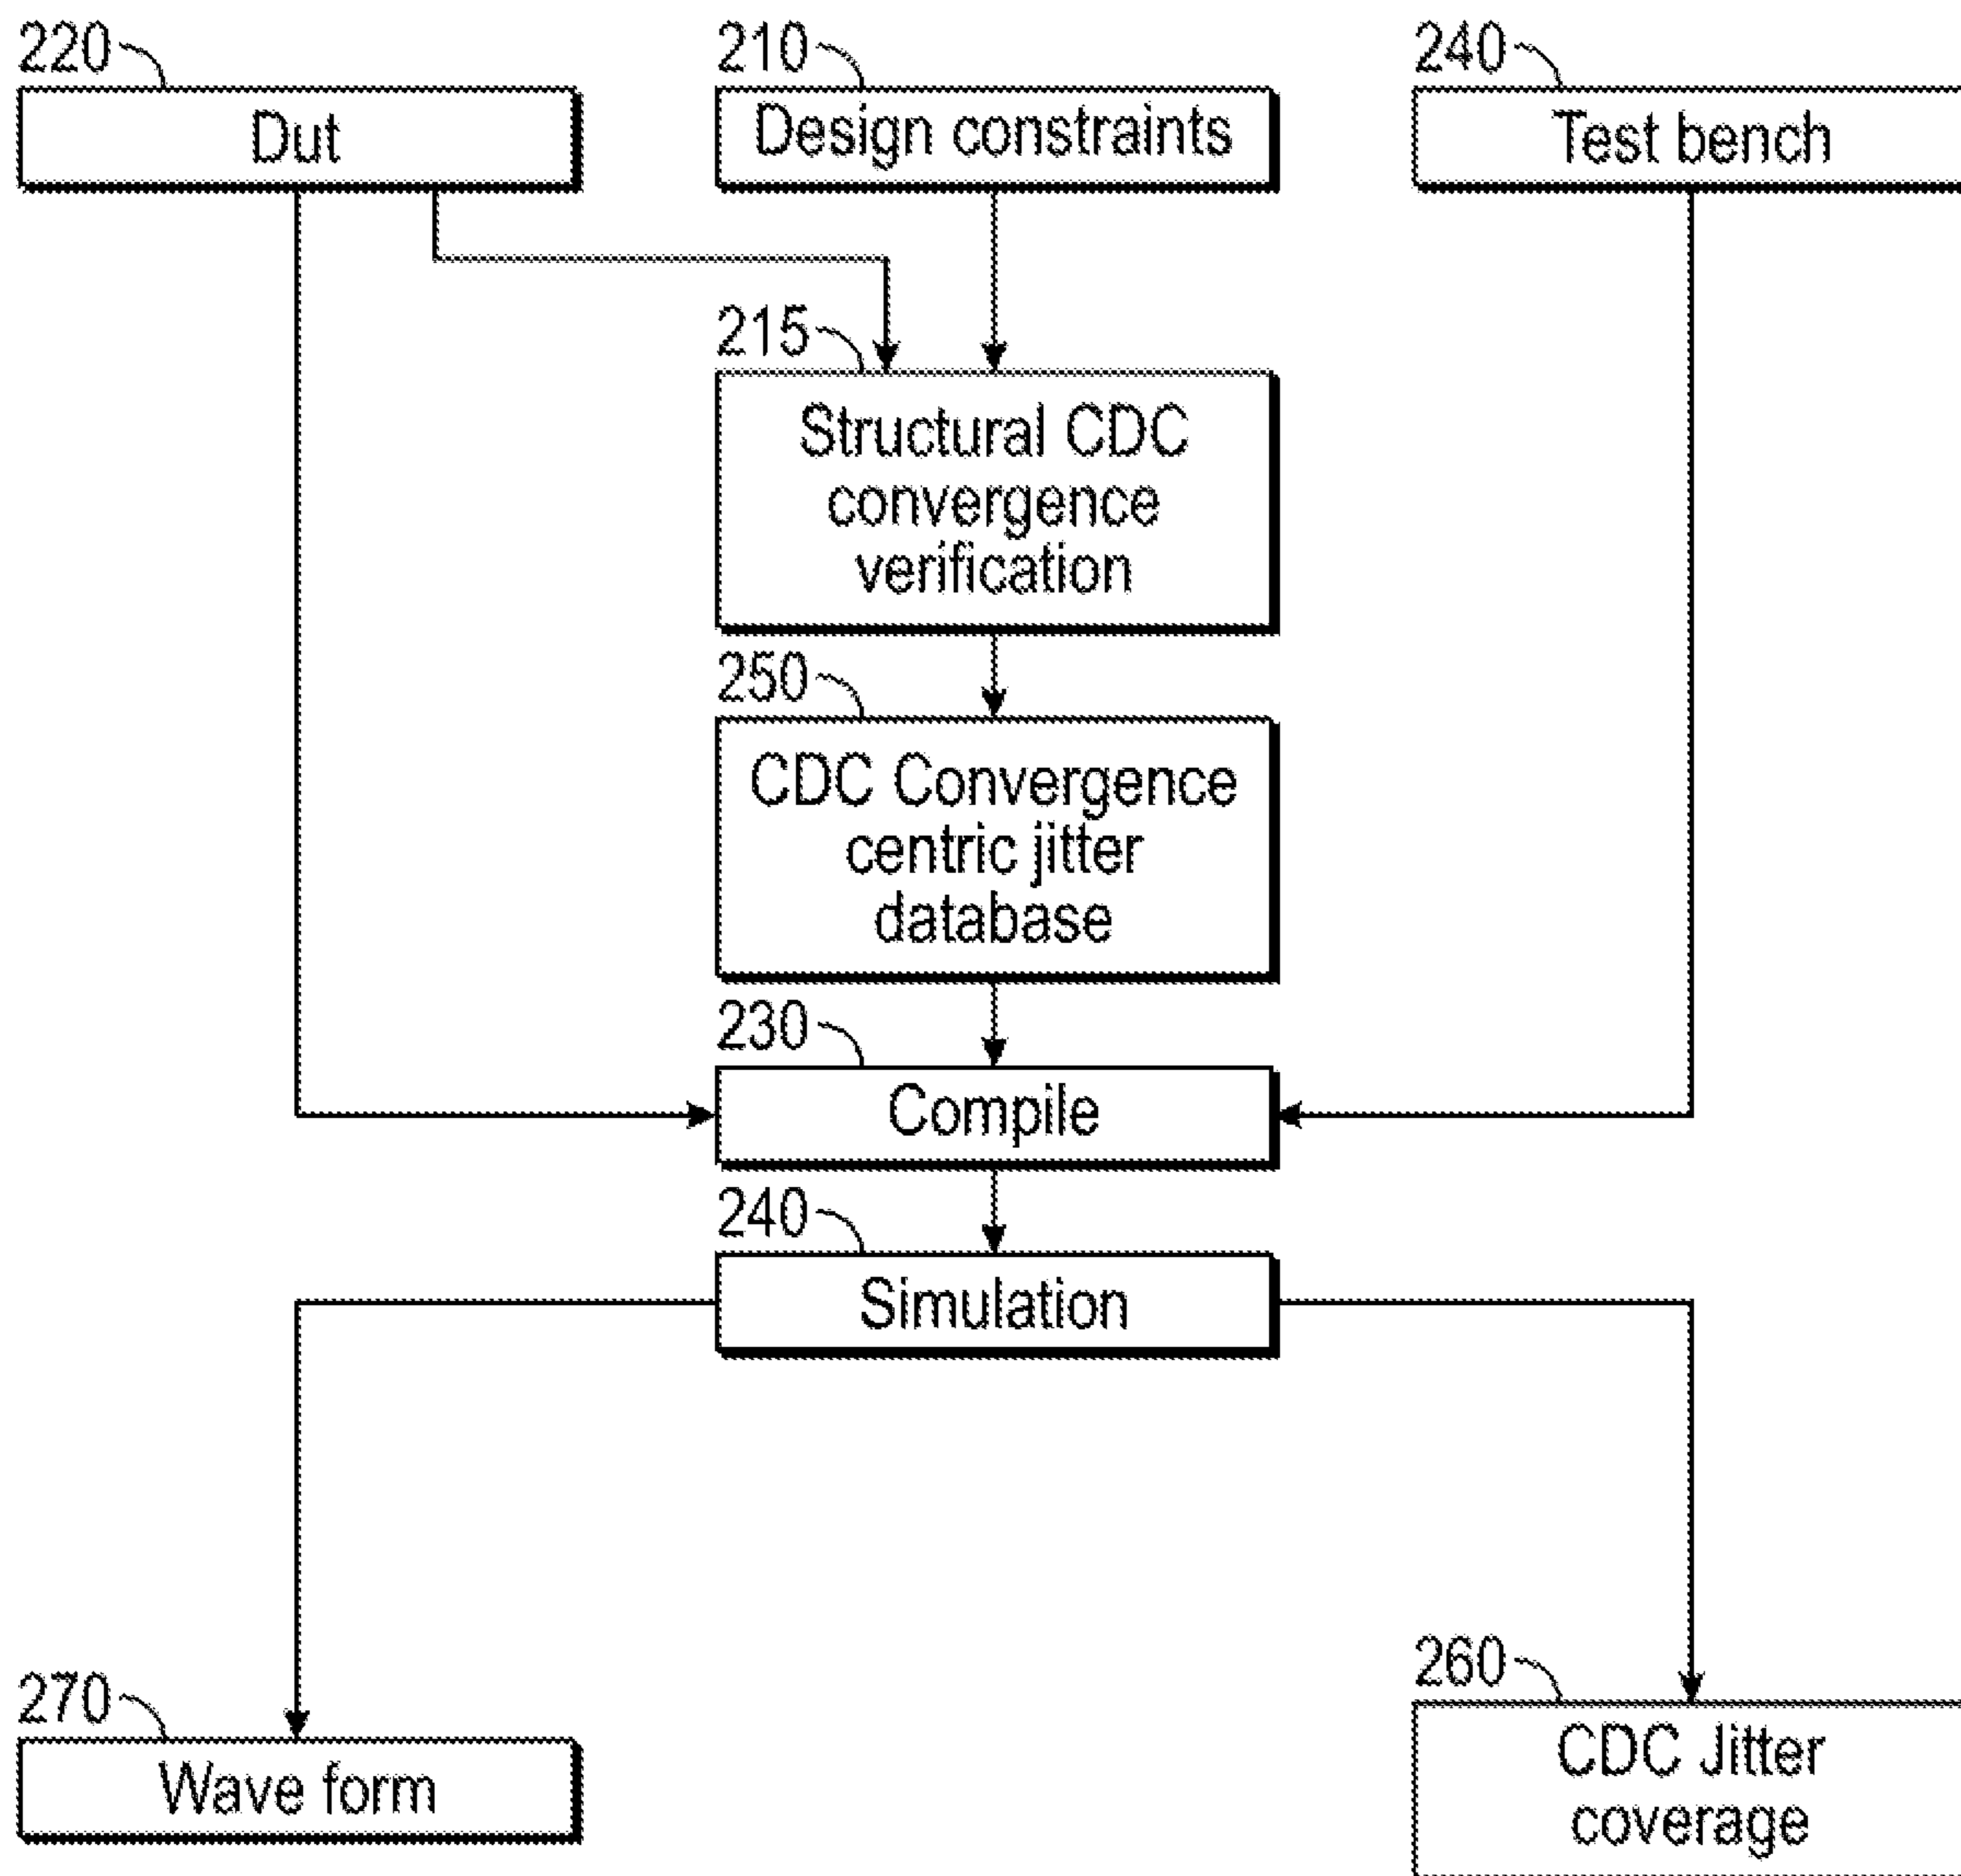 220
Dut
210
Design constraints
240
Test bench
215
Structural CDC
convergence
verification
250
CDC Convergence
centric jitter
database
230
Compile
240
Simulation
270
Wave form
260
CDC Jitter
coverage